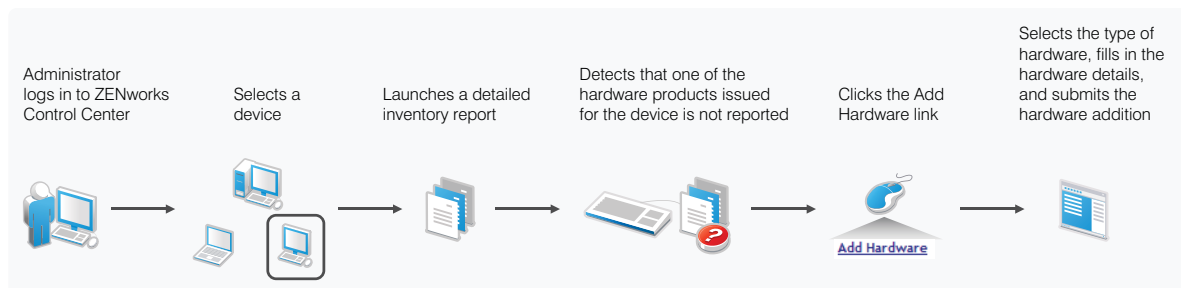 Administrator
logs in to ZENworks
Control Center
Selects a
device
Launches a detailed
inventory report
Detects that one of the
hardware products issued
for the device is not reported
Clicks the Add
Hardware link
Selects the type of
hardware, fills in the
hardware details,
and submits the
hardware addition
?
Add Hardware